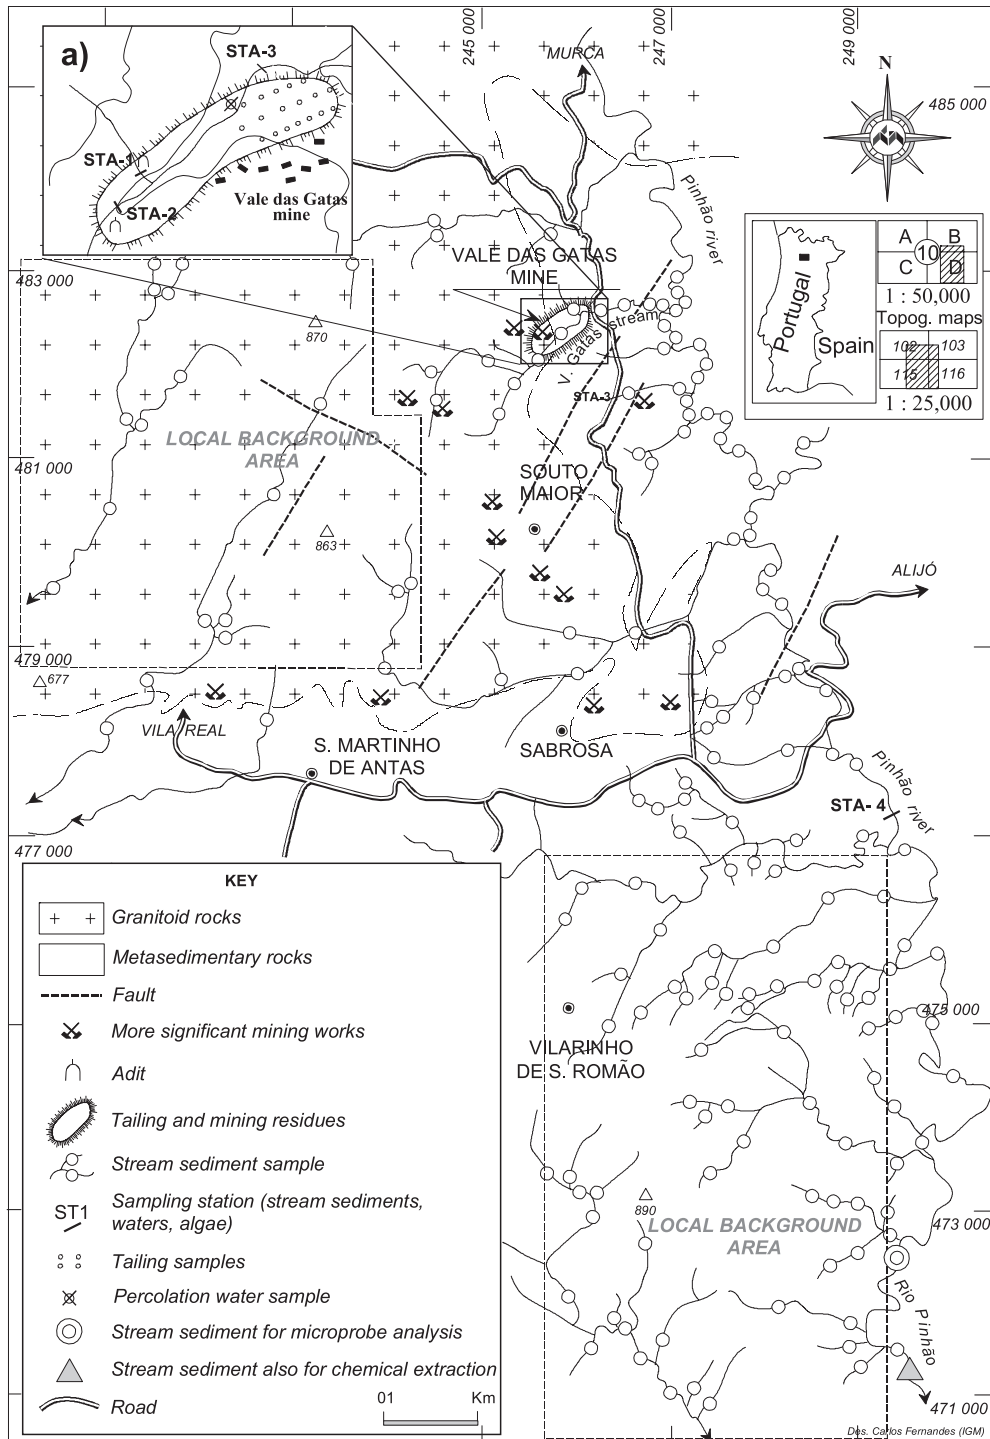 a)
STA-3
STA-1
STA-2
Vale das Gatas
mine
245 000
247 000
249 000
MURCA
N
485 000
Pinhão river
A
B
10
C
D
1 : 50,000
Topog. maps
102
103
115
116
1 : 25,000
Portugal
Spain
VALE DAS GATAS
MINE
483 000
870
V. Gatas stream
STA-3
LOCAL BACKGROUND
AREA
481 000
SOUTO
MAIOR
863
ALIJÓ
479 000
677
VILA REAL
S. MARTINHO
DE ANTAS
SABROSA
Pinhão river
STA- 4
477 000
KEY
Granitoid rocks
Metasedimentary rocks
Fault
More significant mining works
Adit
Tailing and mining residues
Stream sediment sample
ST1
Sampling station (stream sediments,
waters, algae)
Tailing samples
Percolation water sample
Stream sediment for microprobe analysis
Stream sediment also for chemical extraction
Road
01
Km
475 000
VILARINHO
DE S. ROMÃO
890
LOCAL BACKGROUND
AREA
473 000
Rio Pinhão
471 000
Des. Carlos Fernandes (IGM)